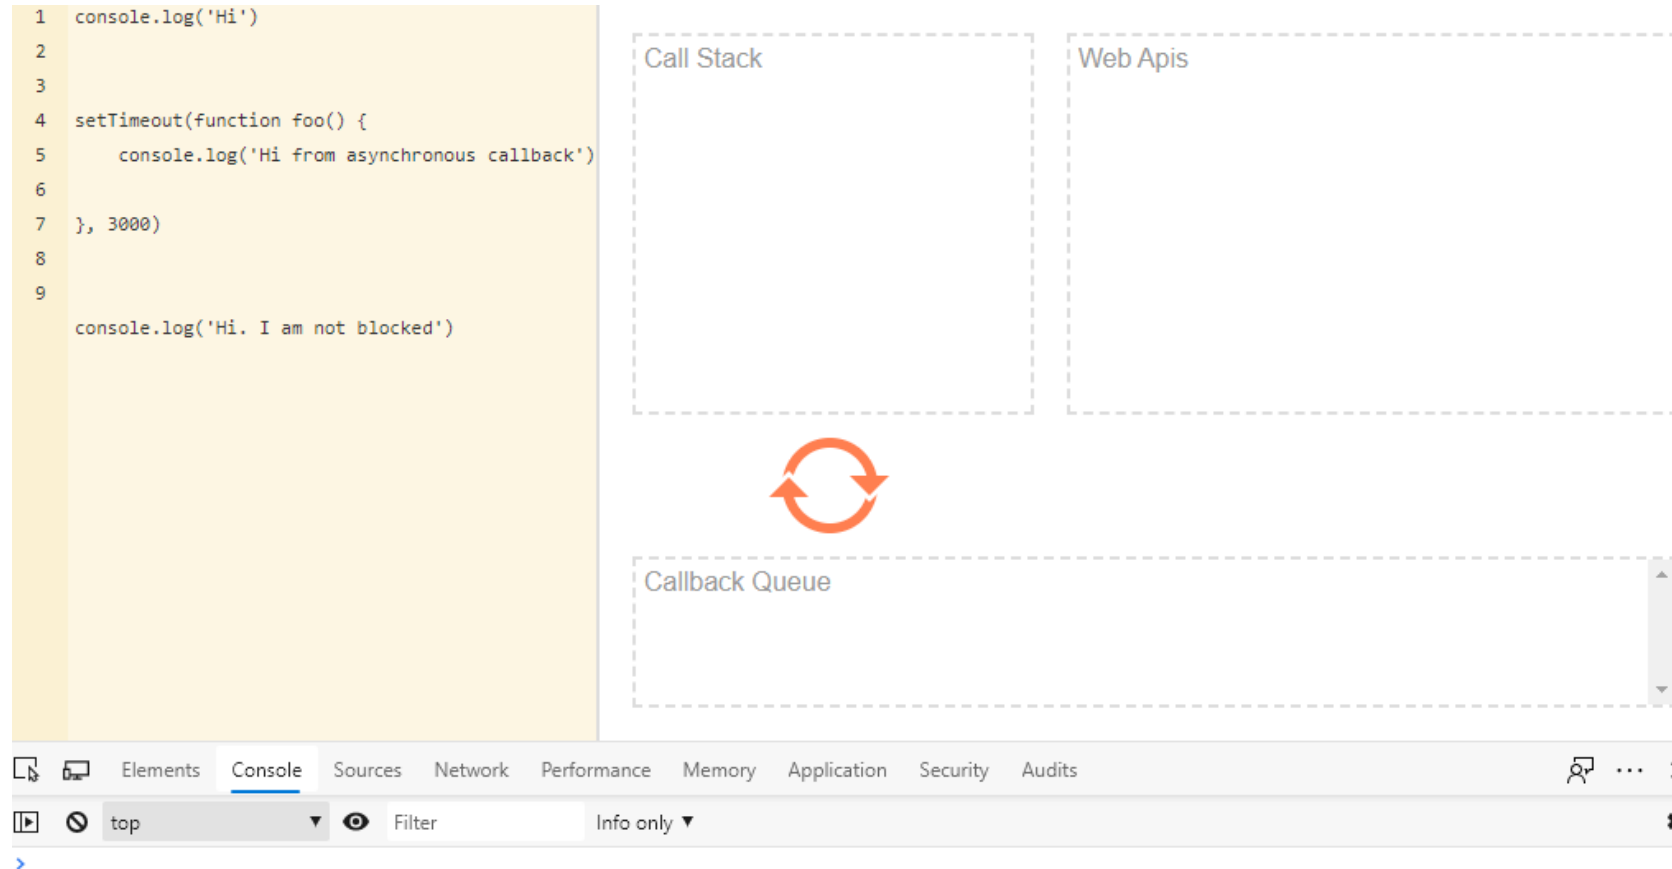 1 console.log('Hi')
2
3
4 setTimeout(function foo() {
5 console.log('Hi from asynchronous callback')
6
7 }, 3000)
8
9
console.log('Hi. I am not blocked')
Call Stack
Web Apis
Callback Queue
Elements Console Sources Network Performance Memory Application Security Audits
top Filter Info only